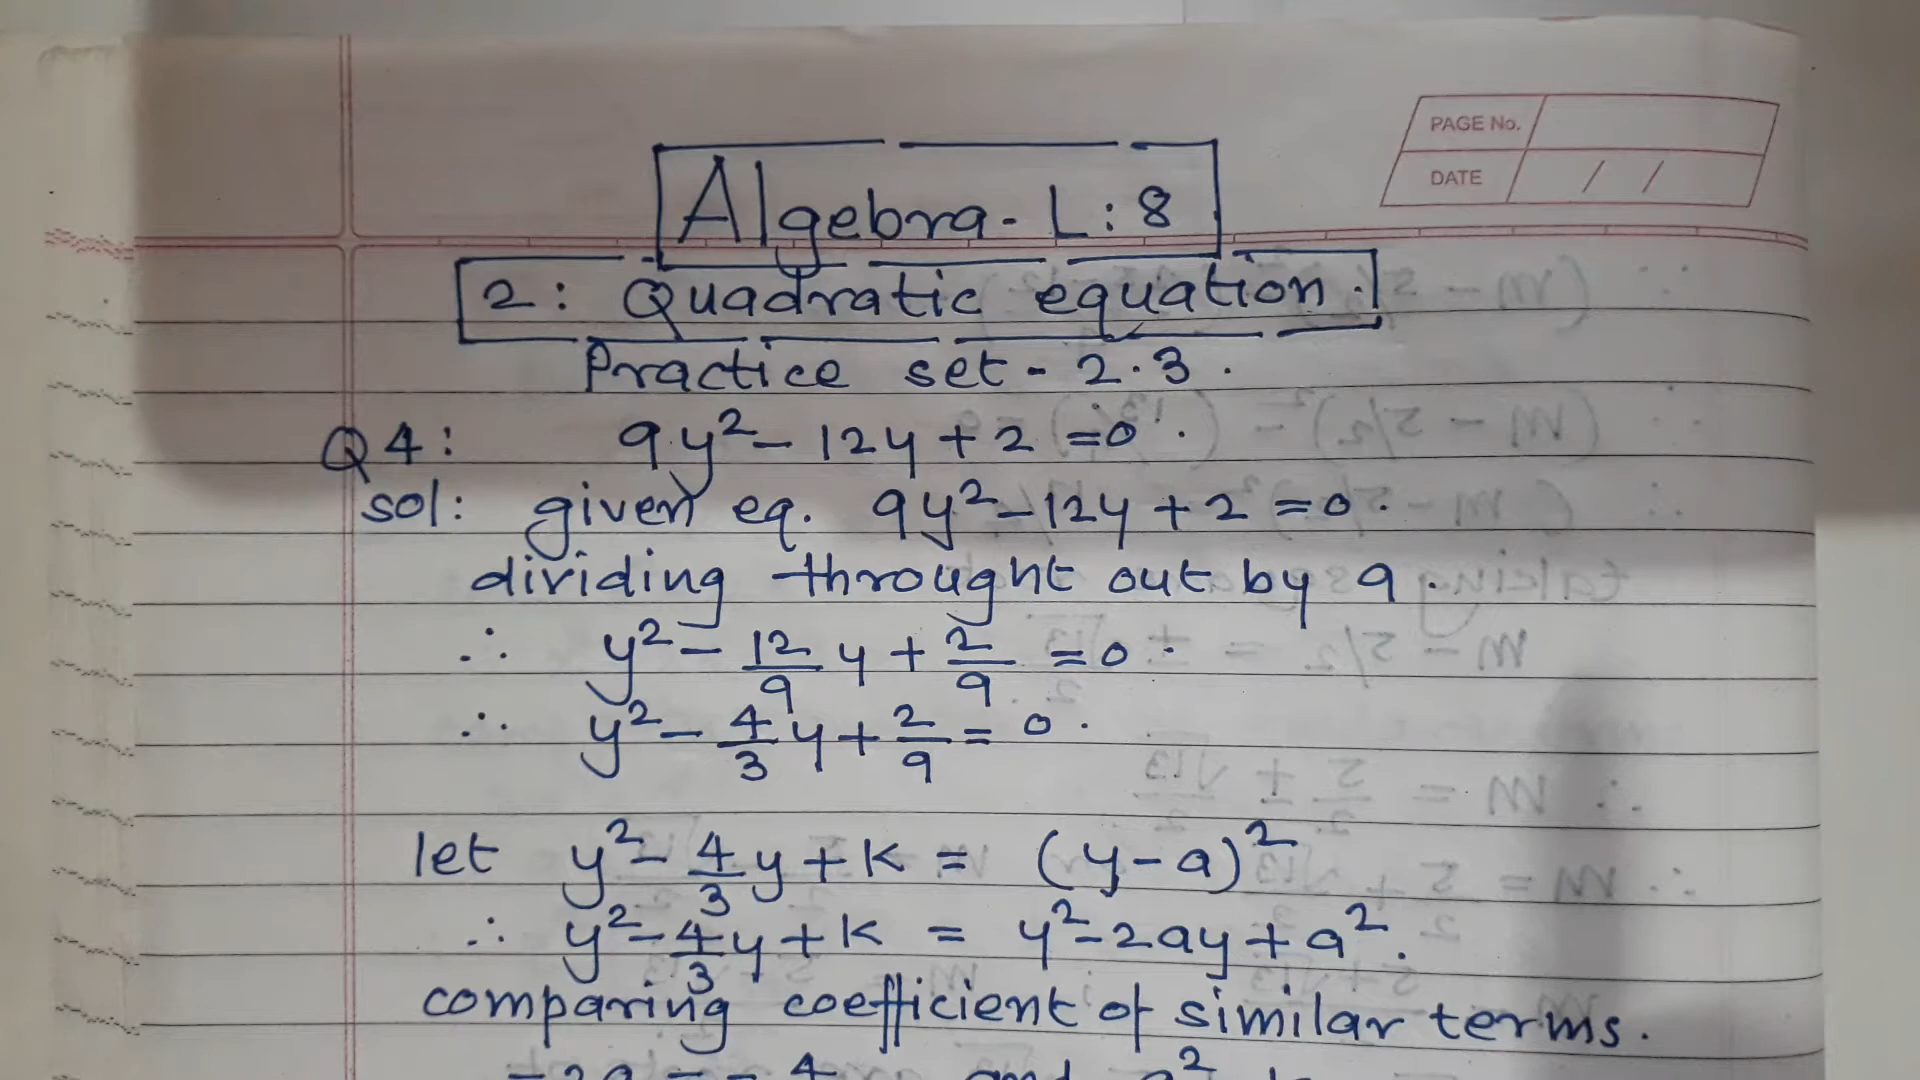 PAGE No.
DATE / /
Algebra- L: 8
2: Quadratic equation.
Practice set - 2.3.
Q4: 9y² - 12y + 2 = 0.
sol: given eq. 9y² - 12y + 2 = 0.
dividing throught out by 9.
∴ y² - 12/9 y + 2/9 = 0.
∴ y² - 4/3 y + 2/9 = 0.
let y² - 4/3 y + k = (y - a)²
∴ y² - 4/3 y + k = y² - 2ay + a².
comparing coefficient of similar terms.